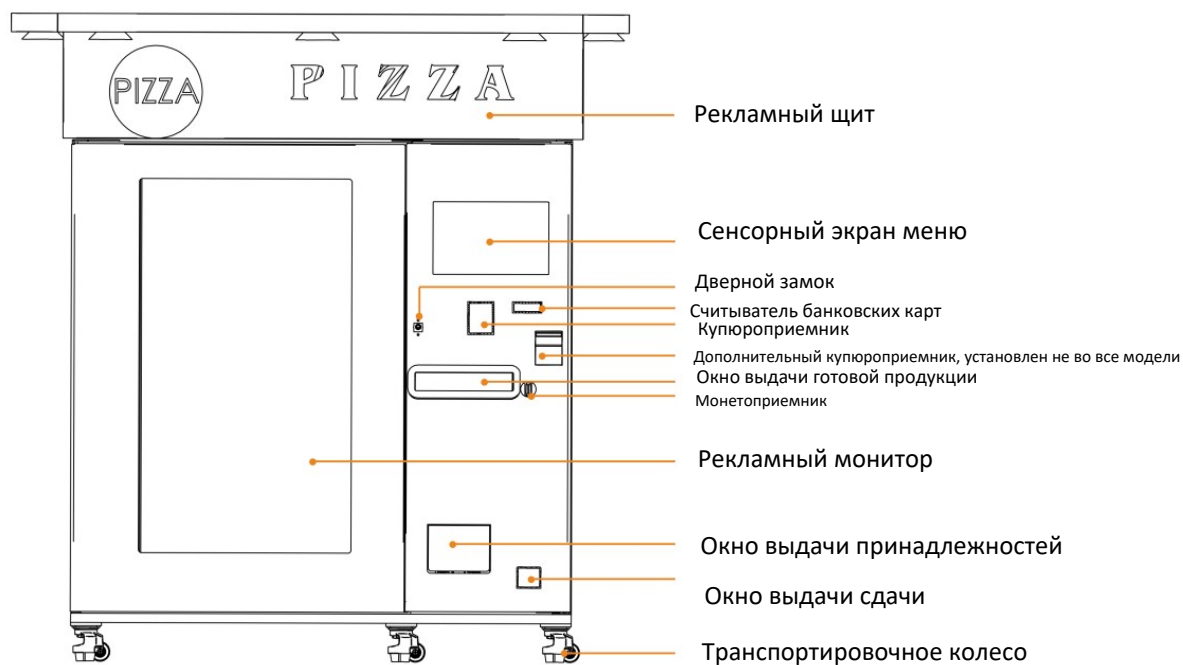 PIZZA
PIZZA
Рекламный щит
Сенсорный экран меню
Дверной замок
Считыватель банковских карт
Купюроприемник
Дополнительный купюроприемник, установлен не во все модели
Окно выдачи готовой продукции
Монетоприемник
Рекламный монитор
Окно выдачи принадлежностей
Окно выдачи сдачи
Транспортировочное колесо